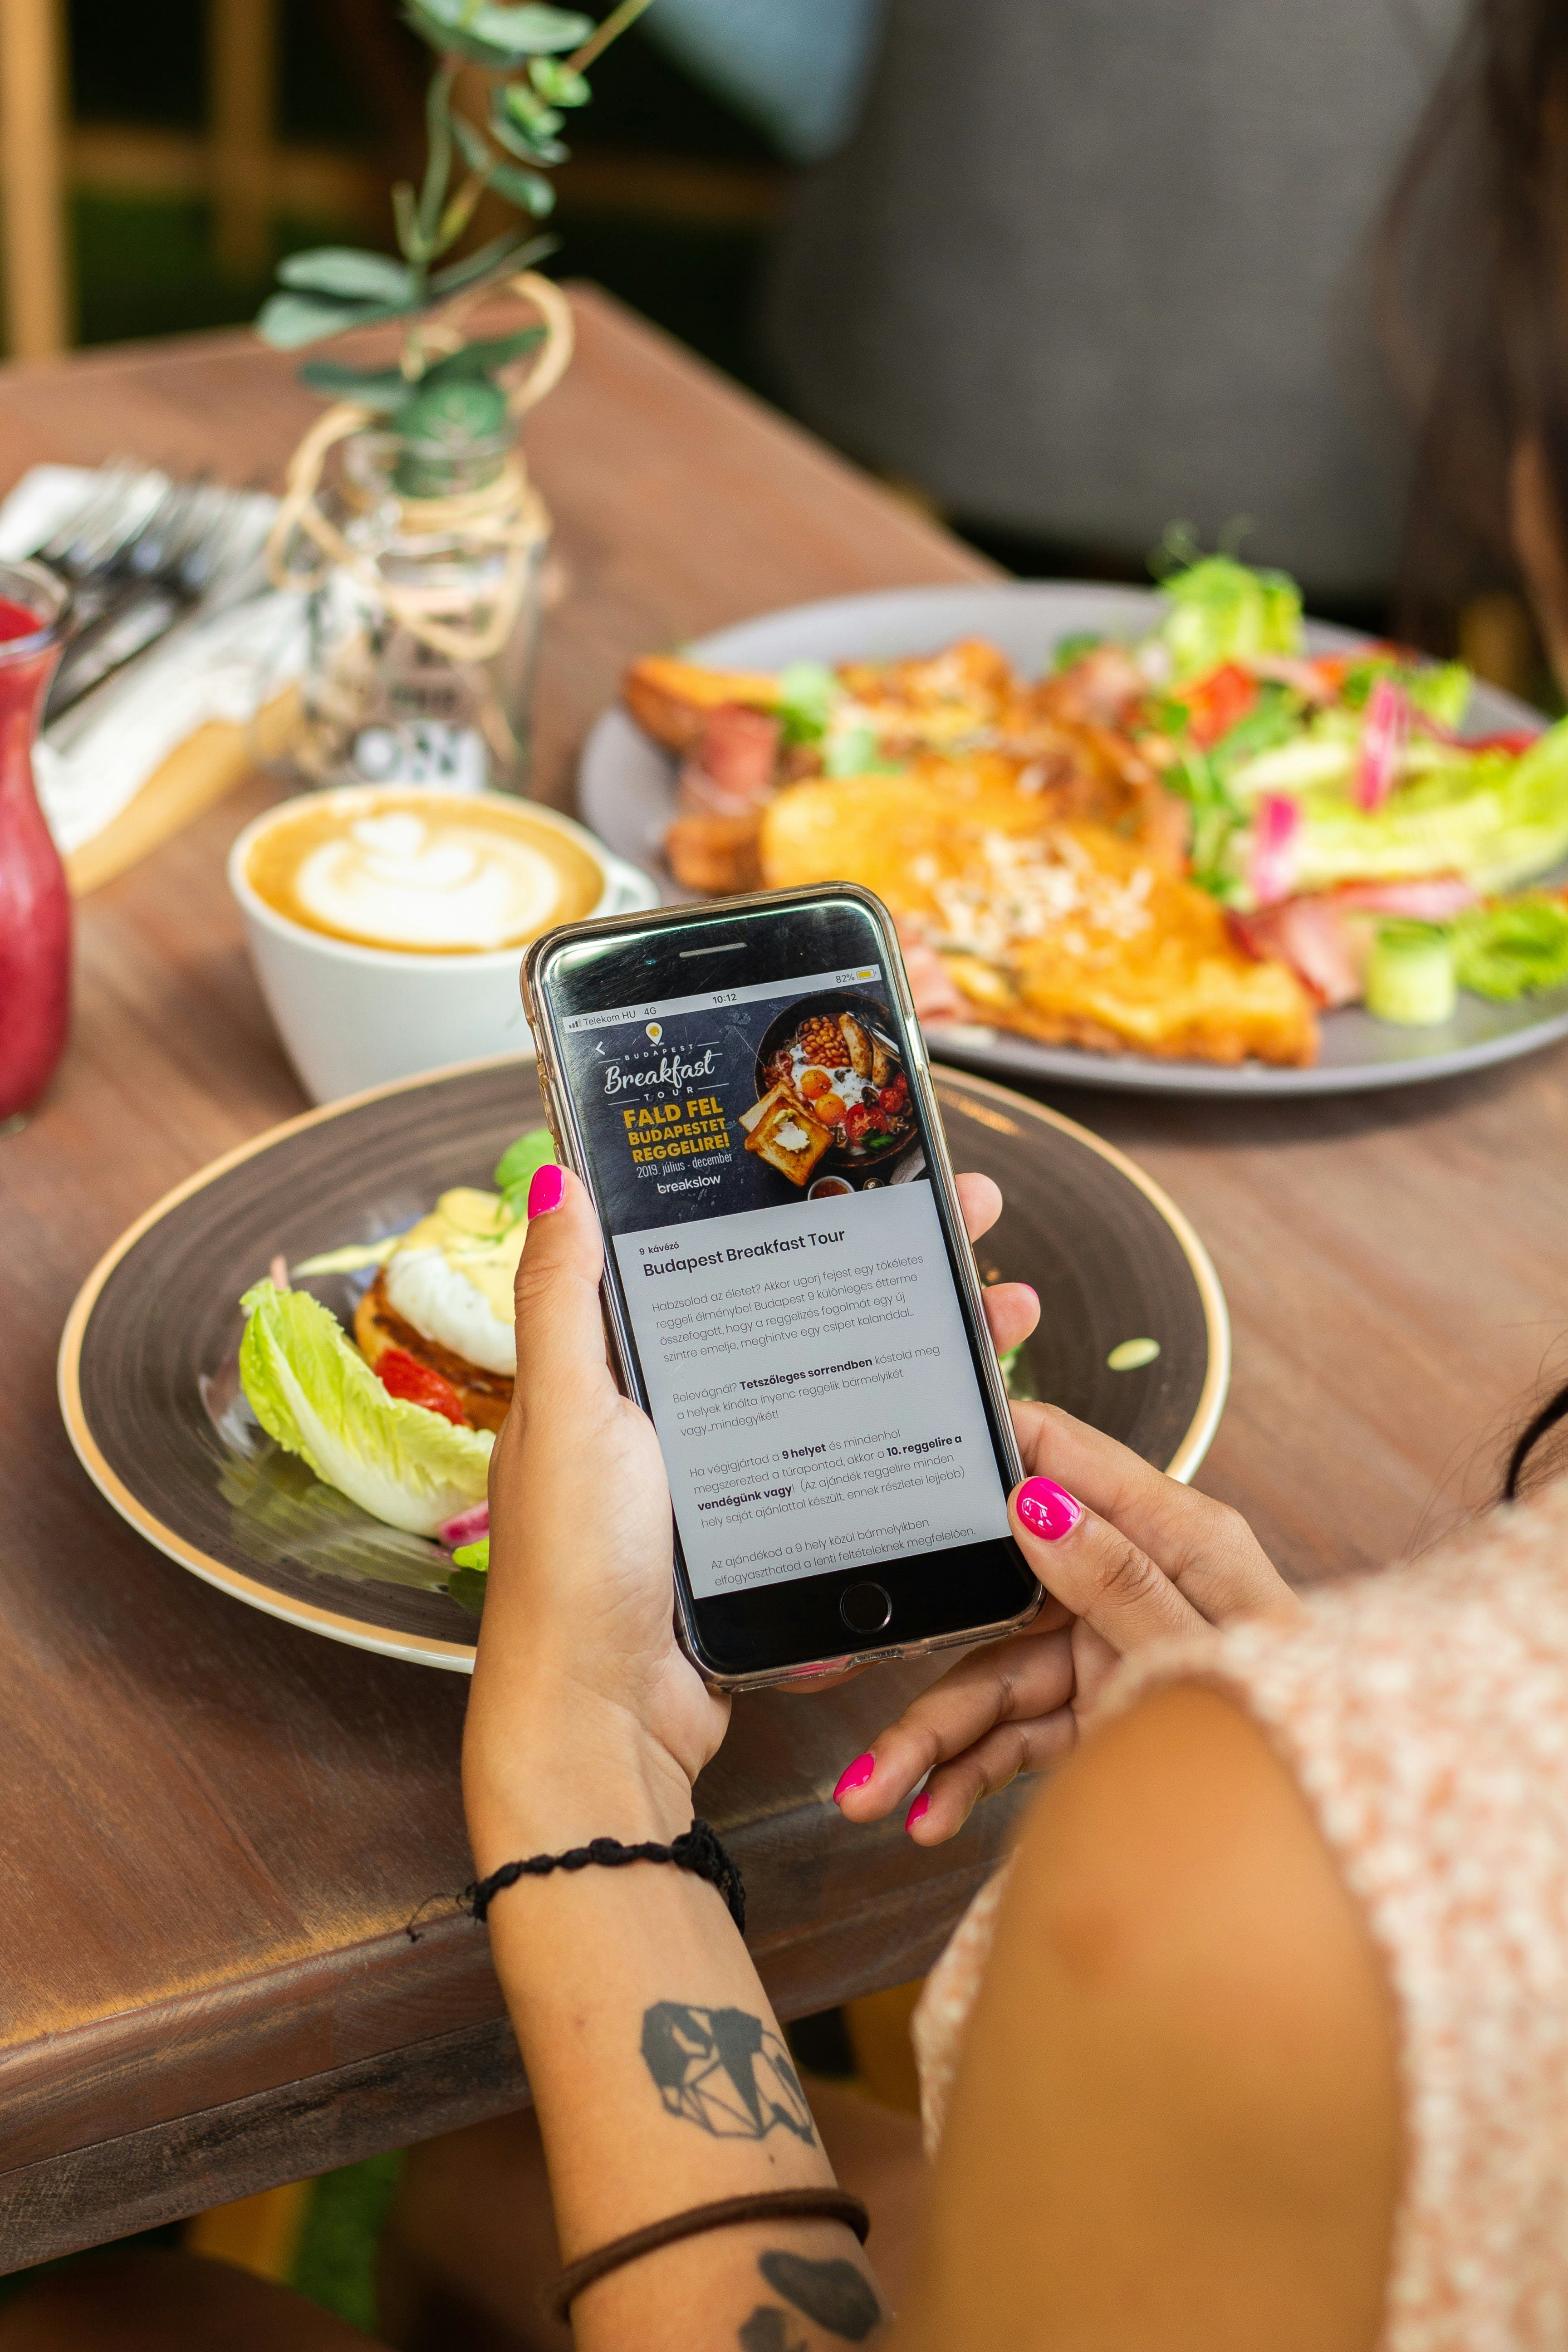 Telekom HU 4G 10:12 82%
BUDAPEST
Breakfast
TOUR
FALD FEL
BUDAPESTET
REGGELIRE!
2019. július - december
breakslow
9 kávézó
Budapest Breakfast Tour
Habzsolod az életet? Akkor ugorj fejest egy tökéletes
reggeli élménybe! Budapest 9 különleges étterme
összefogott, hogy a reggelizés fogalmát egy új
szintre emelje, meghintve egy csipet kalanddal...
Belevágnál? Tetszőleges sorrendben kóstold meg
a helyek kínálta ínyenc reggelik bármelyikét
vagy...mindegyikét!
Ha végigjártad a 9 helyet és mindenhol
megszerezted a túrapontod, akkor a 10. reggelire a
vendégünk vagy! (Az ajándék reggelire minden
hely saját ajánlattal készült, ennek részletei lejjebb)
Az ajándékod a 9 hely közül bármelyikben
elfogyaszthatod a lenti feltételeknek megfelelően.
ON